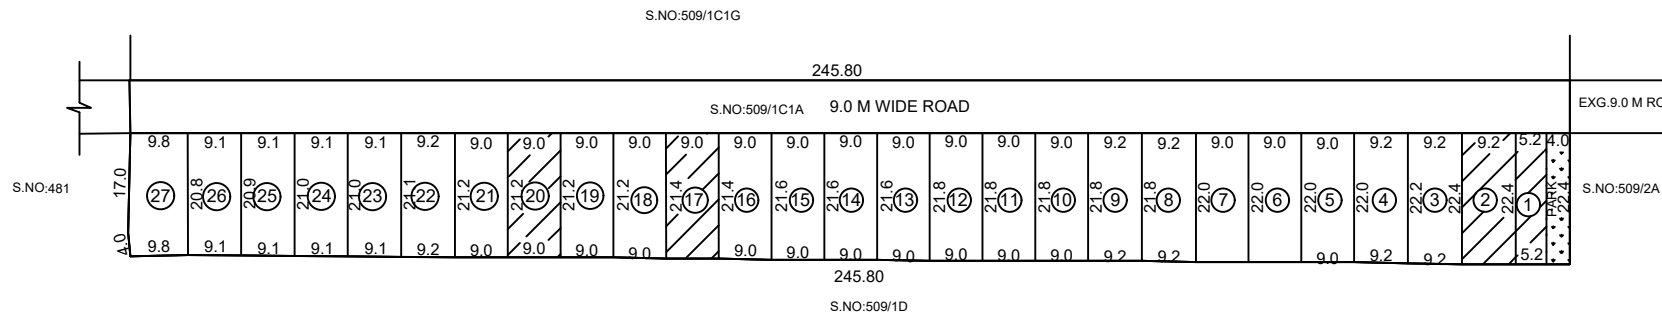 S.NO:509/1C1G
245.80
S.NO:509/1C1A 9.0 M WIDE ROAD
EXG.9.0 M RO
9.8 9.1 9.1 9.1 9.1 9.2 9.0 9.0 9.0 9.0 9.0 9.0 9.0 9.0 9.0 9.0 9.0 9.0 9.2 9.2 9.0 9.0 9.0 9.2 9.2 9.2 5.2 4.0
S.NO:481
17.0 27 20.8 26 20.9 25 21.0 24 21.0 23 21.1 22 21.2 21 21.2 20 21.2 19 21.2 18 21.4 17 21.4 16 21.6 15 21.6 14 21.6 13 21.8 12 21.8 11 21.8 10 21.8 9 21.8 8 22.0 7 22.0 6 22.0 5 22.0 4 22.2 3 22.4 2 22.4 1 PARK 22.4
S.NO:509/2A
4.0 9.8 9.1 9.1 9.1 9.1 9.2 9.0 9.0 9.0 9.0 9.0 9.0 9.0 9.0 9.0 9.0 9.0 9.2 9.2 9.0 9.2 9.2 5.2
245.80
S.NO:509/1D